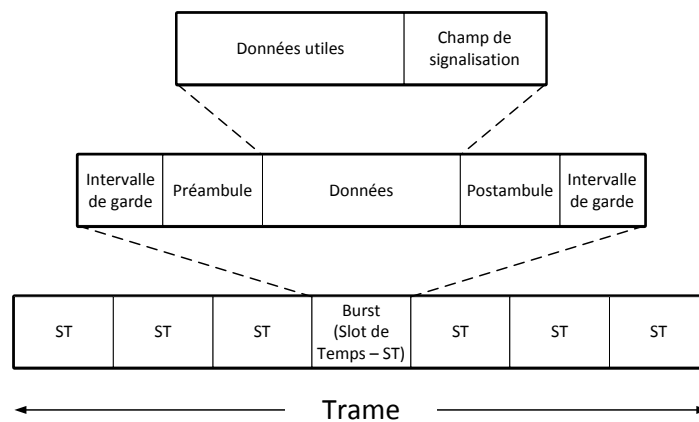 Données utiles
Champ de
signalisation
Intervalle
de garde
Préambule
Données
Postambule
Intervalle
de garde
ST
ST
ST
Burst
(Slot de
Temps – ST)
ST
ST
ST
Trame